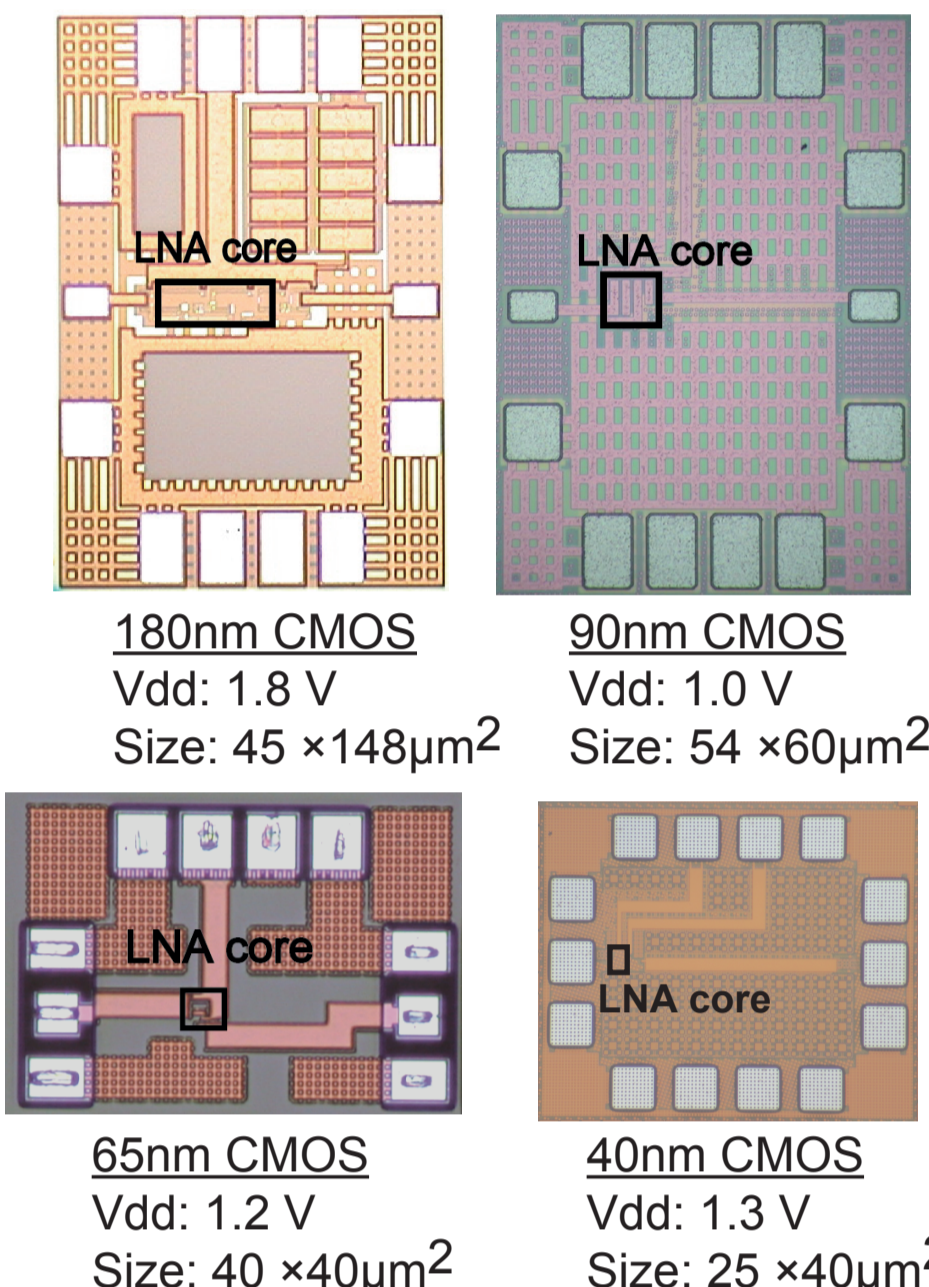 LNA core
LNA core
180nm CMOS
Vdd: 1.8 V
Size: 45 ×148µm²
90nm CMOS
Vdd: 1.0 V
Size: 54 ×60µm²
LNA core
LNA core
65nm CMOS
Vdd: 1.2 V
Size: 40 ×40µm²
40nm CMOS
Vdd: 1.3 V
Size: 25 ×40µm²